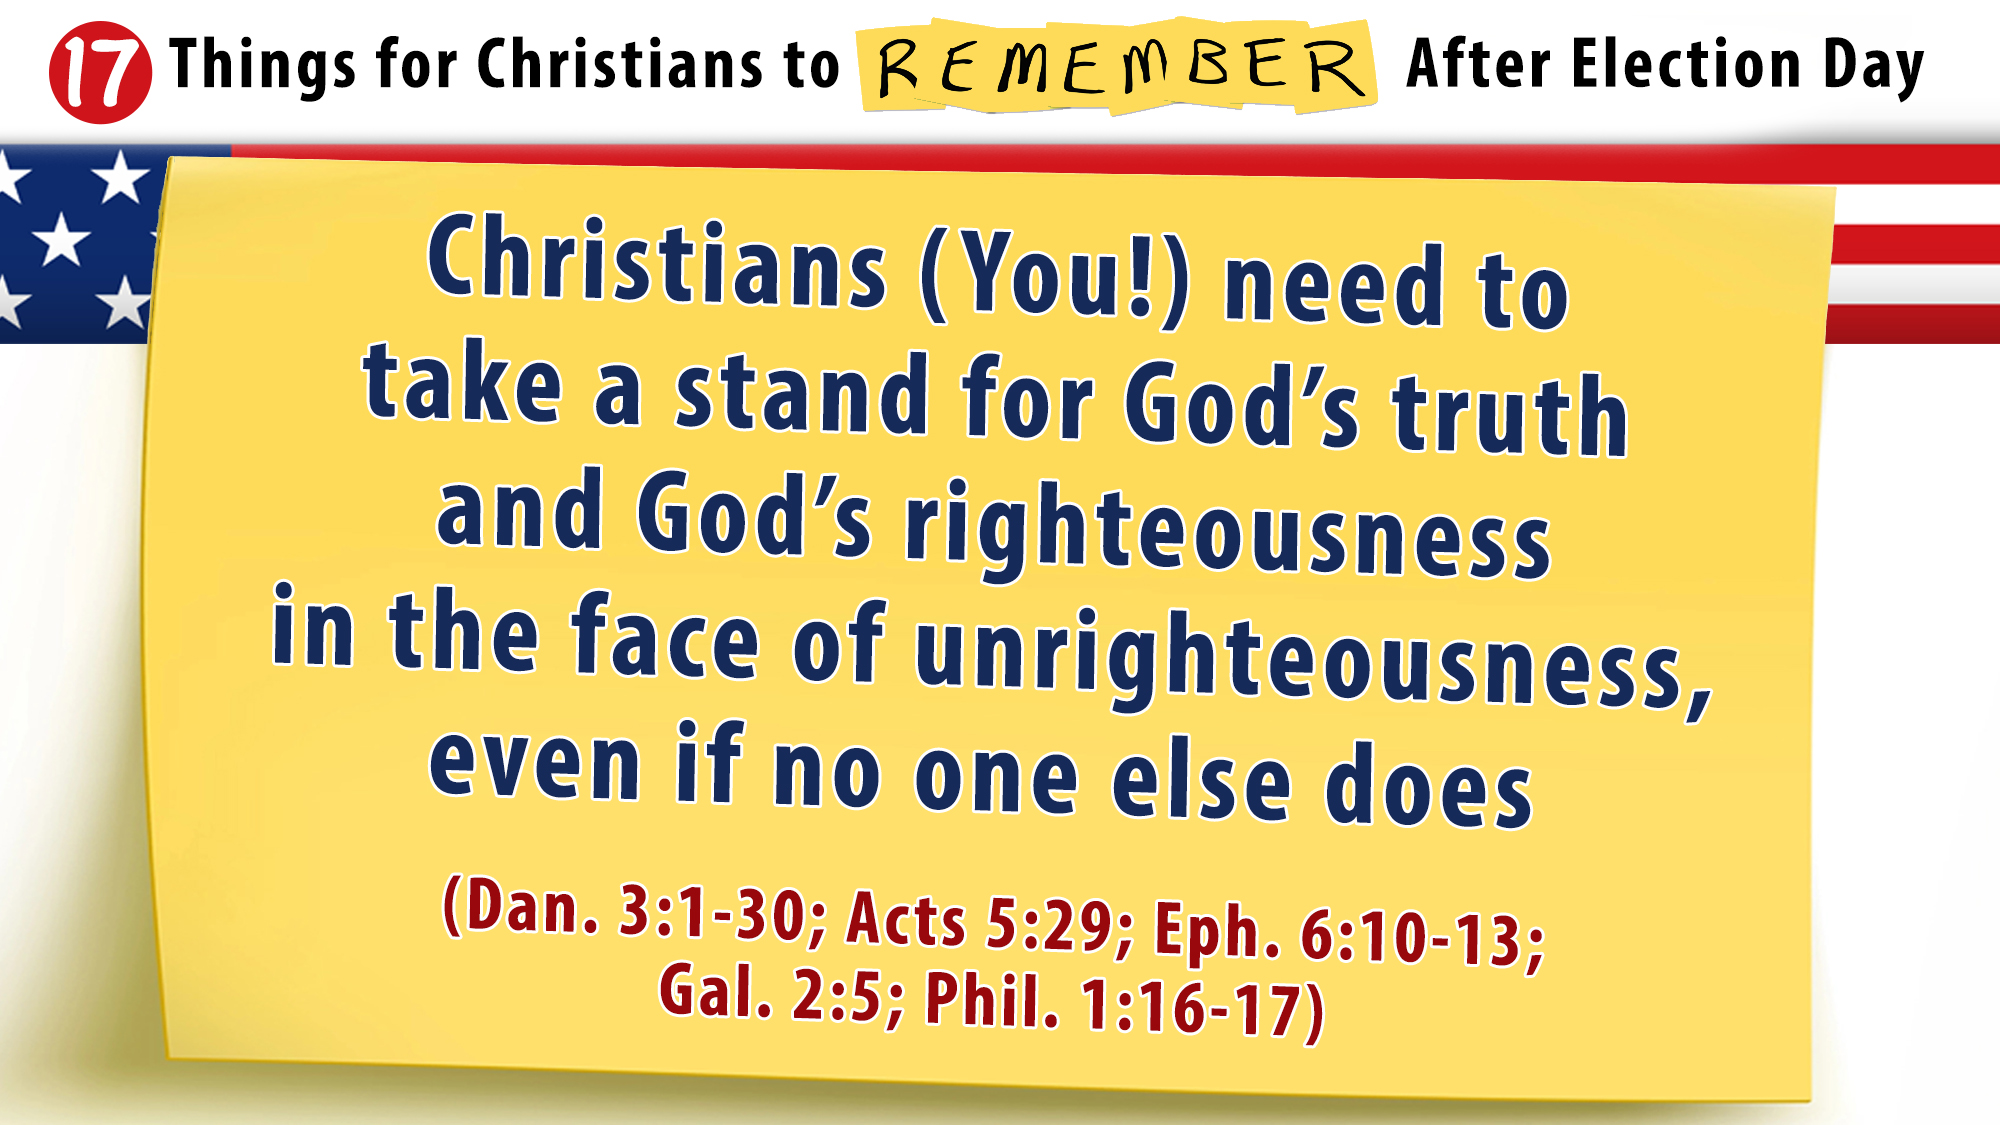 17 Things for Christians to REMEMBER After Election Day
Christians (You!) need to
take a stand for God’s truth
and God’s righteousness
in the face of unrighteousness,
even if no one else does
(Dan. 3:1-30; Acts 5:29; Eph. 6:10-13;
Gal. 2:5; Phil. 1:16-17)